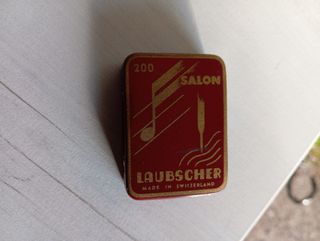 200
SALON
LAUBSCHER
MADE IN SWITZERLAND